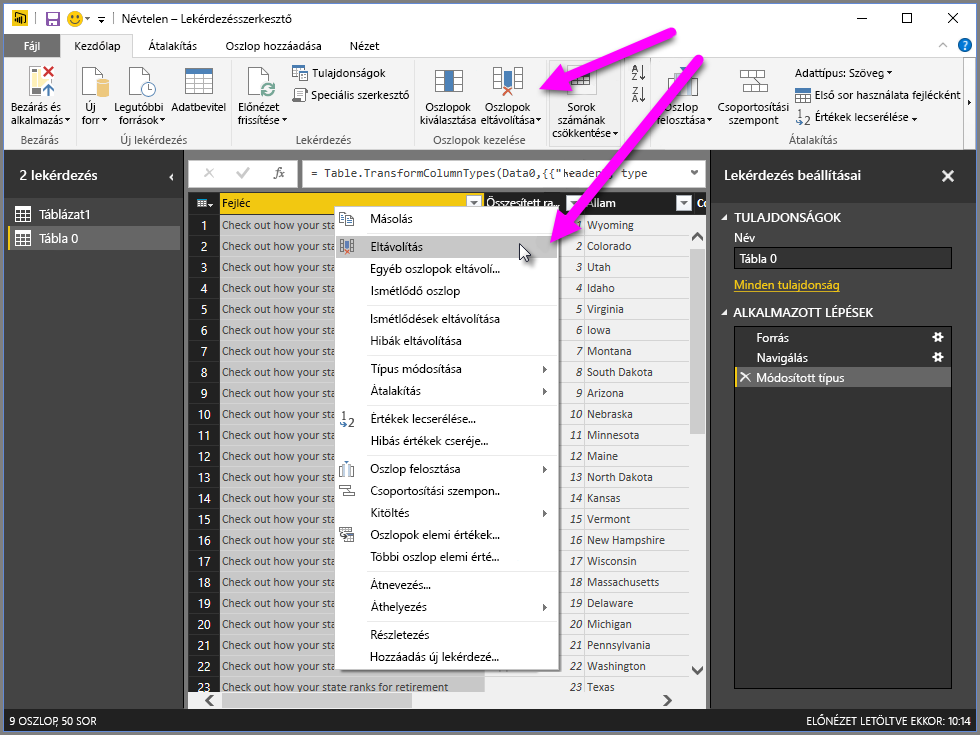 Névtelen – Lekérdezésszerkesztő
Fájl Kezdőlap Átalakítás Oszlop hozzáadása Nézet
Bezárás és alkalmazás
Új forr
Legutóbbi források
Adatbevitel
Előnézet frissítése
Tulajdonságok
Speciális szerkesztő
Oszlopok kiválasztása
Oszlopok eltávolítása
Sorok számának csökkentése
Oszlop felosztása
Csoportosítási szempont
Adattípus: Szöveg
Első sor használata fejlécként
Értékek lecserélése
Bezárás
Új lekérdezés
Lekérdezés
Oszlopok kezelése
Átalakítás
2 lekérdezés
Táblázat1
Tábla 0
fx
= Table.TransformColumnTypes(Data0,{{"header", type
Fejléc Összesített ra... Állam Co
1 Check out how your sta 1 Wyoming
2 Check out how your sta 2 Colorado
3 Check out how your sta 3 Utah
4 Check out how your sta 4 Idaho
5 Check out how your sta 5 Virginia
6 Check out how your sta 6 Iowa
7 Check out how your sta 7 Montana
8 Check out how your sta 8 South Dakota
9 Check out how your sta 9 Arizona
10 Check out how your sta 10 Nebraska
11 Check out how your sta 11 Minnesota
12 Check out how your sta 12 Maine
13 Check out how your sta 13 North Dakota
14 Check out how your sta 14 Kansas
15 Check out how your sta 15 Vermont
16 Check out how your sta 16 New Hampshire
17 Check out how your sta 17 Wisconsin
18 Check out how your sta 18 Massachusetts
19 Check out how your sta 19 Delaware
20 Check out how your sta 20 Michigan
21 Check out how your sta 21 Pennsylvania
22 Check out how your sta 22 Washington
23 Check out how your state ranks for retirement 23 Texas
Másolás
Eltávolítás
Egyéb oszlopok eltávolí...
Ismétlődő oszlop
Ismétlődések eltávolítása
Hibák eltávolítása
Típus módosítása
Átalakítás
Értékek lecserélése...
Hibás értékek cseréje...
Oszlop felosztása
Csoportosítási szempon..
Kitöltés
Oszlopok elemi értékek...
Többi oszlop elemi érté...
Átnevezés...
Áthelyezés
Részletezés
Hozzáadás új lekérdezé...
Lekérdezés beállításai
TULAJDONSÁGOK
Név
Tábla 0
Minden tulajdonság
ALKALMAZOTT LÉPÉSEK
Forrás
Navigálás
Módosított típus
9 OSZLOP, 50 SOR
ELŐNÉZET LETÖLTVE EKKOR: 10:14